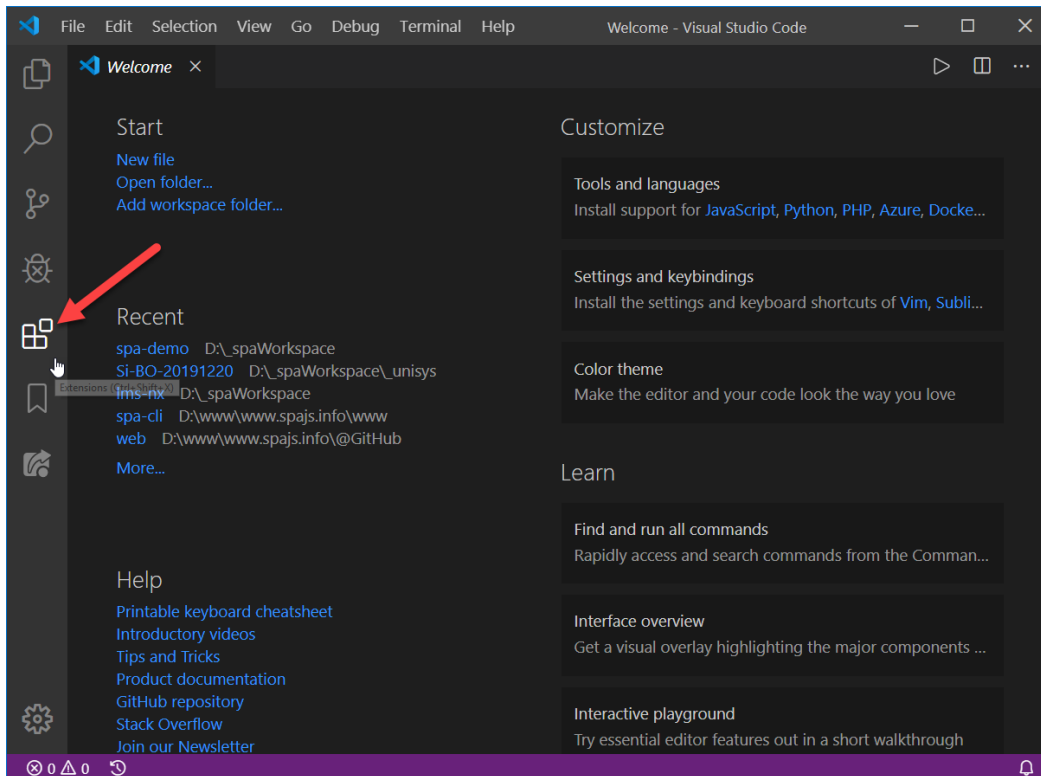 File Edit Selection View Go Debug Terminal Help Welcome - Visual Studio Code
Welcome
Start
New file
Open folder...
Add workspace folder...
Recent
spa-demo D:\_spaWorkspace
Si-BO-20191220 D:\_spaWorkspace\_unisys
Extensions (Ctrl+Shift+X)
lms-nx D:\_spaWorkspace
spa-cli D:\www\www.spajs.info\www
web D:\www\www.spajs.info\@GitHub
More...
Help
Printable keyboard cheatsheet
Introductory videos
Tips and Tricks
Product documentation
GitHub repository
Stack Overflow
Join our Newsletter
Customize
Tools and languages
Install support for JavaScript, Python, PHP, Azure, Docke...
Settings and keybindings
Install the settings and keyboard shortcuts of Vim, Subli...
Color theme
Make the editor and your code look the way you love
Learn
Find and run all commands
Rapidly access and search commands from the Comman...
Interface overview
Get a visual overlay highlighting the major components ...
Interactive playground
Try essential editor features out in a short walkthrough
0 0